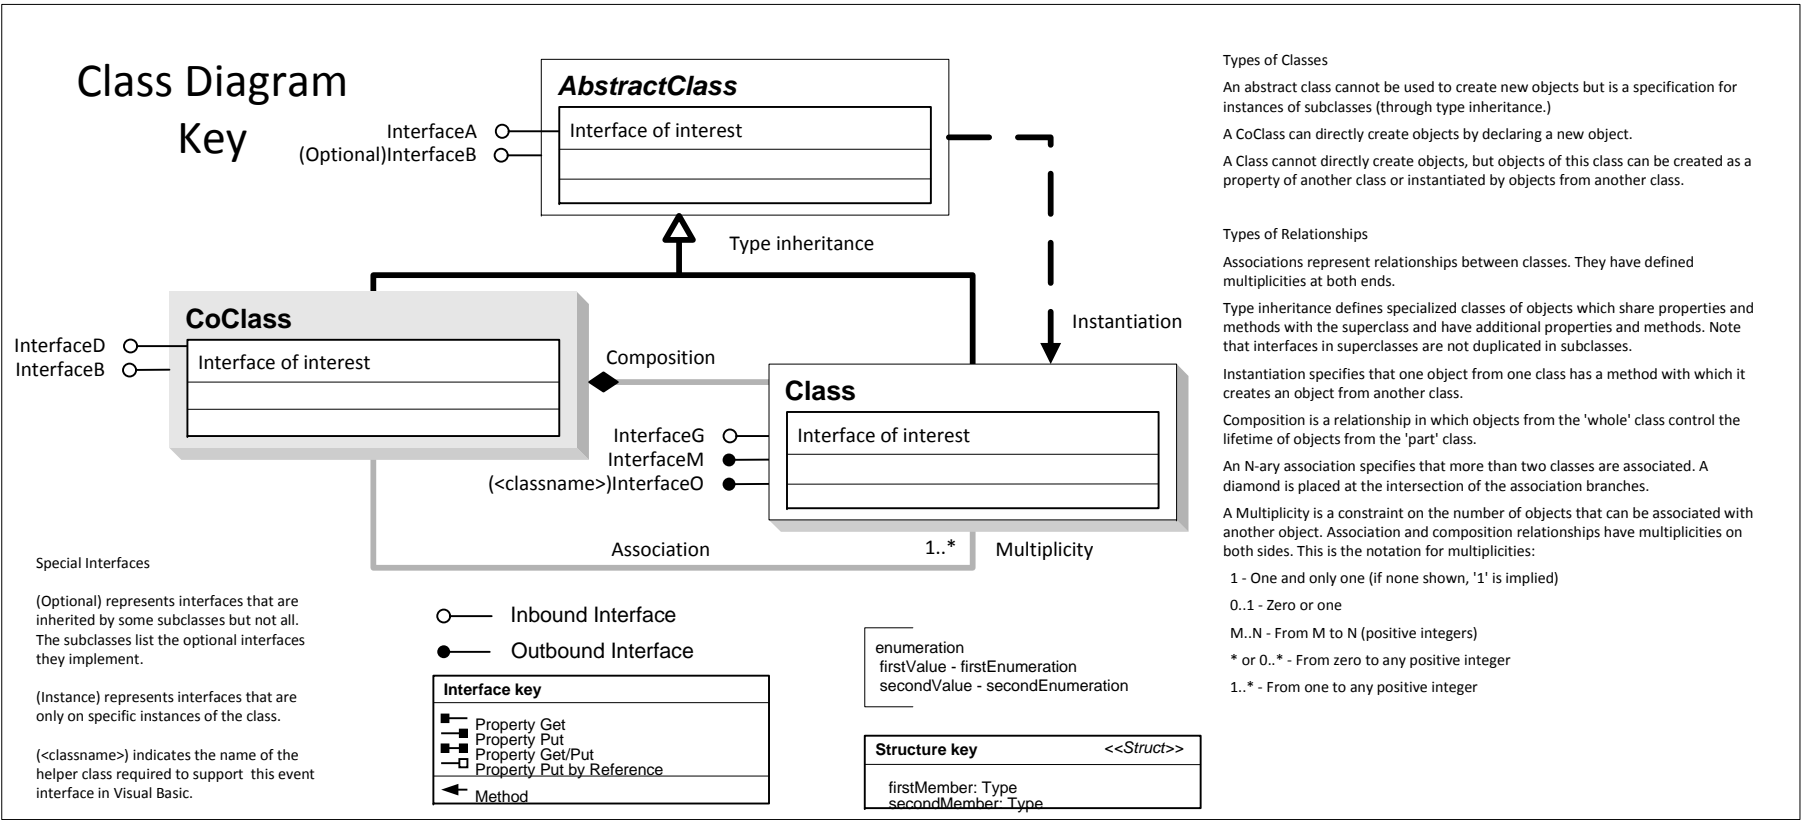 Class Diagram
Key
AbstractClass
Interface of interest
InterfaceA
(Optional)InterfaceB
Type inheritance
Instantiation
CoClass
Interface of interest
InterfaceD
InterfaceB
Composition
Class
Interface of interest
InterfaceG
InterfaceM
(<classname>)InterfaceO
Association
1..*
Multiplicity
Special Interfaces
(Optional) represents interfaces that are
inherited by some subclasses but not all.
The subclasses list the optional interfaces
they implement.
(Instance) represents interfaces that are
only on specific instances of the class.
(<classname>) indicates the name of the
helper class required to support this event
interface in Visual Basic.
Inbound Interface
Outbound Interface
Interface key
Property Get
Property Put
Property Get/Put
Property Put by Reference
Method
enumeration
firstValue - firstEnumeration
secondValue - secondEnumeration
Structure key <<Struct>>
firstMember: Type
secondMember: Type
Types of Classes
An abstract class cannot be used to create new objects but is a specification for
instances of subclasses (through type inheritance.)
A CoClass can directly create objects by declaring a new object.
A Class cannot directly create objects, but objects of this class can be created as a
property of another class or instantiated by objects from another class.
Types of Relationships
Associations represent relationships between classes. They have defined
multiplicities at both ends.
Type inheritance defines specialized classes of objects which share properties and
methods with the superclass and have additional properties and methods. Note
that interfaces in superclasses are not duplicated in subclasses.
Instantiation specifies that one object from one class has a method with which it
creates an object from another class.
Composition is a relationship in which objects from the 'whole' class control the
lifetime of objects from the 'part' class.
An N-ary association specifies that more than two classes are associated. A
diamond is placed at the intersection of the association branches.
A Multiplicity is a constraint on the number of objects that can be associated with
another object. Association and composition relationships have multiplicities on
both sides. This is the notation for multiplicities:
1 - One and only one (if none shown, '1' is implied)
0..1 - Zero or one
M..N - From M to N (positive integers)
* or 0..* - From zero to any positive integer
1..* - From one to any positive integer